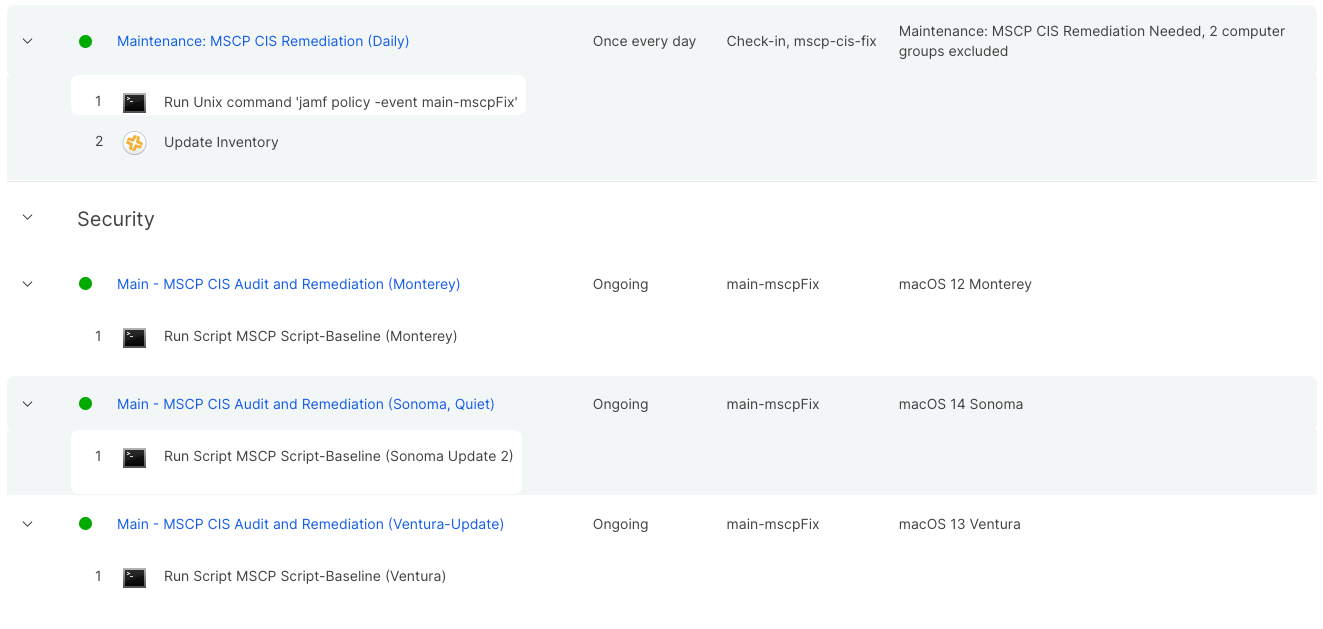 Maintenance: MSCP CIS Remediation (Daily) Once every day Check-in, mscp-cis-fix Maintenance: MSCP CIS Remediation Needed, 2 computer
groups excluded
1 Run Unix command 'jamf policy -event main-mscpFix'
2 Update Inventory
Security
Main - MSCP CIS Audit and Remediation (Monterey) Ongoing main-mscpFix macOS 12 Monterey
1 Run Script MSCP Script-Baseline (Monterey)
Main - MSCP CIS Audit and Remediation (Sonoma, Quiet) Ongoing main-mscpFix macOS 14 Sonoma
1 Run Script MSCP Script-Baseline (Sonoma Update 2)
Main - MSCP CIS Audit and Remediation (Ventura-Update) Ongoing main-mscpFix macOS 13 Ventura
1 Run Script MSCP Script-Baseline (Ventura)